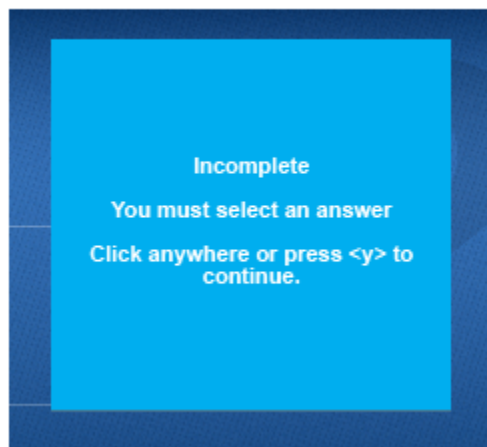 Incomplete
You must select an answer
Click anywhere or press <y> to
continue.